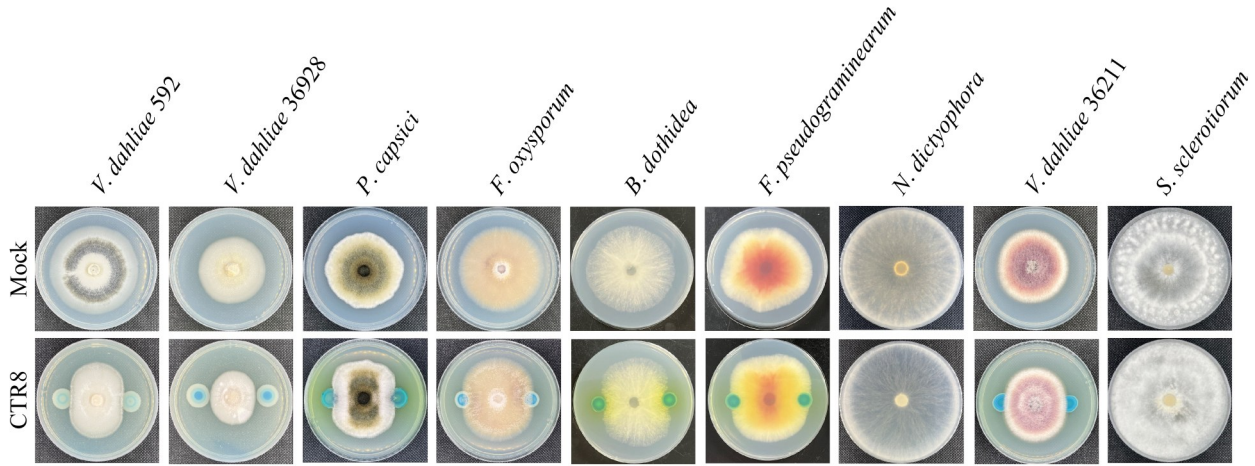 V. dahliae 592
V. dahliae 36928
P. capsici
F. oxysporum
B. dothidea
F. pseudograminearum
N. dictyophora
V. dahliae 36211
S. sclerotiorum
Mock
CTR8